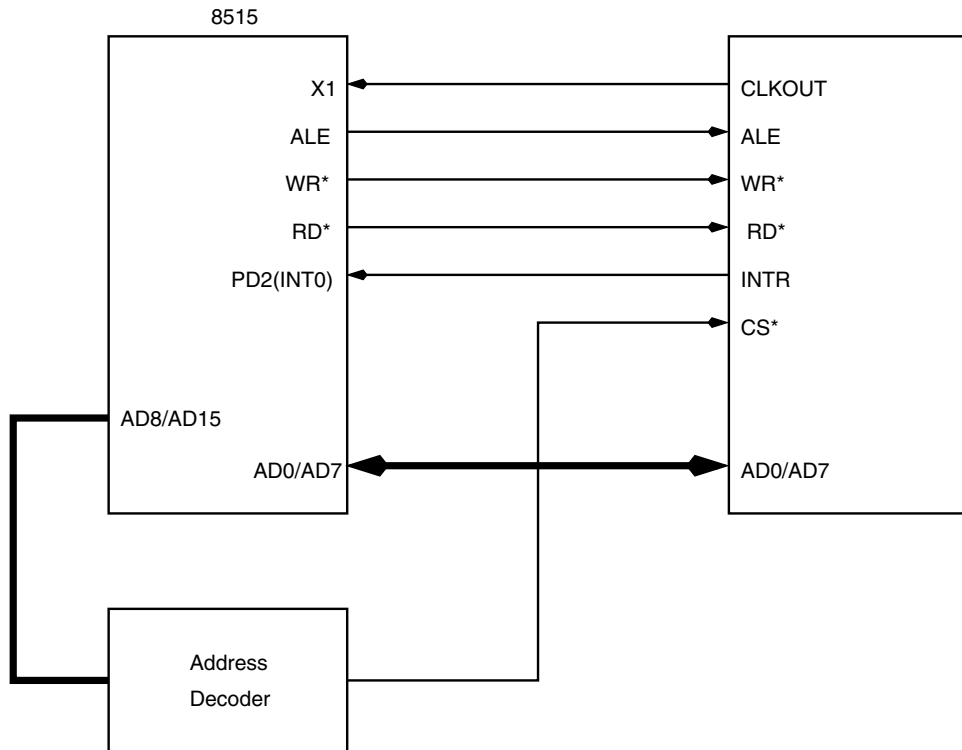 8515
X1
ALE
WR*
RD*
PD2(INT0)
AD8/AD15
AD0/AD7
CLKOUT
ALE
WR*
RD*
INTR
CS*
AD0/AD7
Address
Decoder